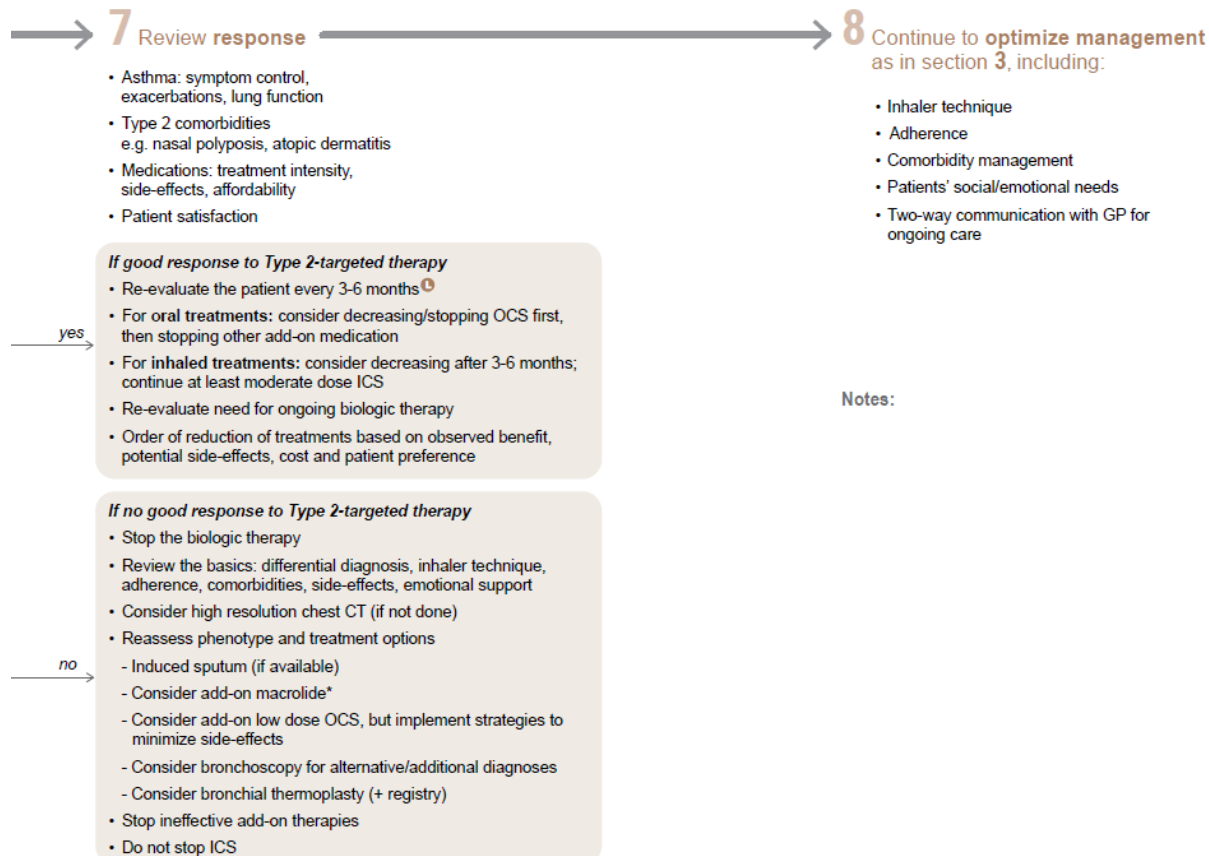 7 Review response
• Asthma: symptom control,
exacerbations, lung function
• Type 2 comorbidities
e.g. nasal polyposis, atopic dermatitis
• Medications: treatment intensity,
side-effects, affordability
• Patient satisfaction
yes
If good response to Type 2-targeted therapy
• Re-evaluate the patient every 3-6 months L
• For oral treatments: consider decreasing/stopping OCS first,
then stopping other add-on medication
• For inhaled treatments: consider decreasing after 3-6 months;
continue at least moderate dose ICS
• Re-evaluate need for ongoing biologic therapy
• Order of reduction of treatments based on observed benefit,
potential side-effects, cost and patient preference
no
If no good response to Type 2-targeted therapy
• Stop the biologic therapy
• Review the basics: differential diagnosis, inhaler technique,
adherence, comorbidities, side-effects, emotional support
• Consider high resolution chest CT (if not done)
• Reassess phenotype and treatment options
- Induced sputum (if available)
- Consider add-on macrolide*
- Consider add-on low dose OCS, but implement strategies to
minimize side-effects
- Consider bronchoscopy for alternative/additional diagnoses
- Consider bronchial thermoplasty (+ registry)
• Stop ineffective add-on therapies
• Do not stop ICS
8 Continue to optimize management
as in section 3, including:
• Inhaler technique
• Adherence
• Comorbidity management
• Patients' social/emotional needs
• Two-way communication with GP for
ongoing care
Notes: